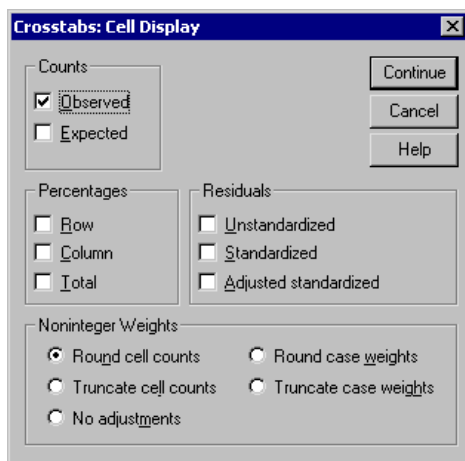 Crosstabs: Cell Display
Counts
Observed
Expected
Continue
Cancel
Help
Percentages
Row
Column
Total
Residuals
Unstandardized
Standardized
Adjusted standardized
Noninteger Weights
Round cell counts
Round case weights
Truncate cell counts
Truncate case weights
No adjustments